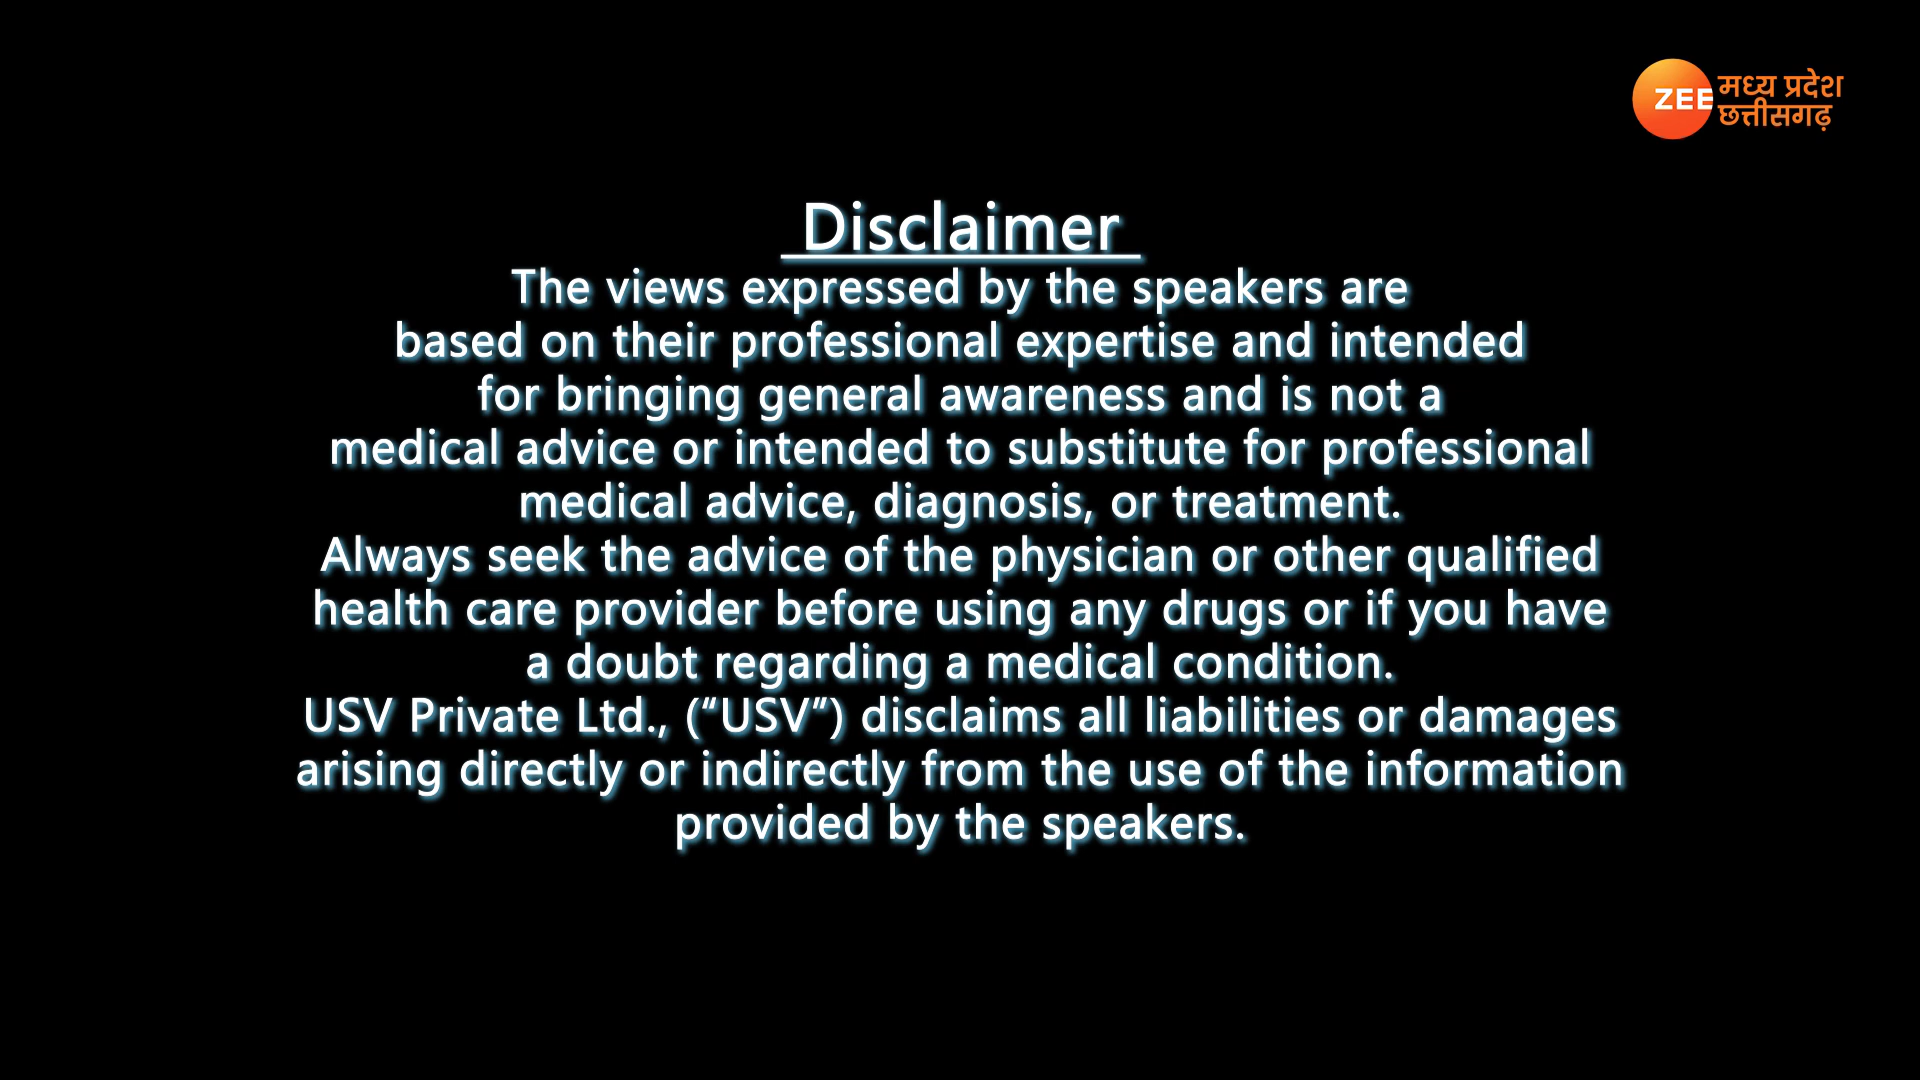 ZEE मध्य प्रदेश
छत्तीसगढ़
Disclaimer
The views expressed by the speakers are
based on their professional expertise and intended
for bringing general awareness and is not a
medical advice or intended to substitute for professional
medical advice, diagnosis, or treatment.
Always seek the advice of the physician or other qualified
health care provider before using any drugs or if you have
a doubt regarding a medical condition.
USV Private Ltd., (“USV”) disclaims all liabilities or damages
arising directly or indirectly from the use of the information
provided by the speakers.